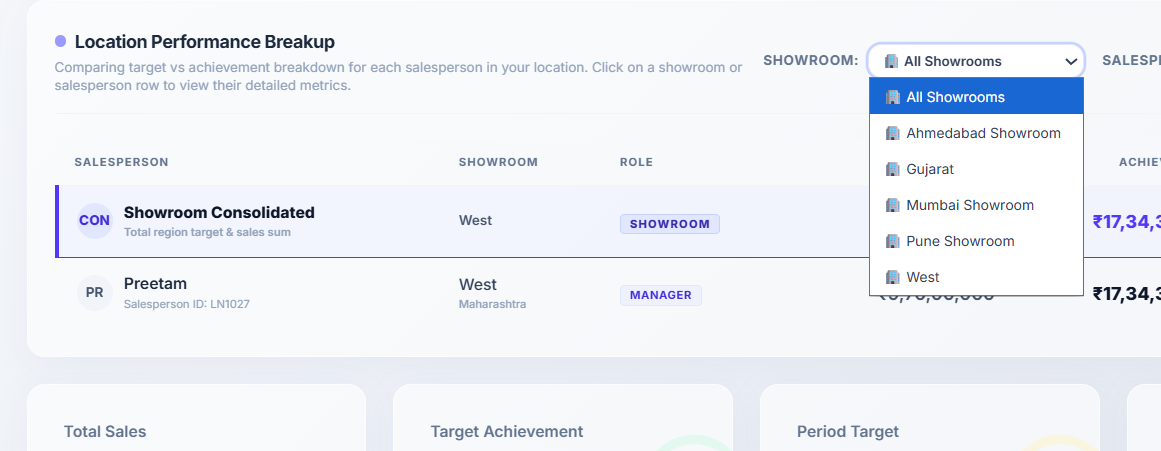 Location Performance Breakup
Comparing target vs achievement breakdown for each salesperson in your location. Click on a showroom or
salesperson row to view their detailed metrics.
SHOWROOM:
All Showrooms
SALESP
All Showrooms
Ahmedabad Showroom
Gujarat
Mumbai Showroom
Pune Showroom
West
SALESPERSON
SHOWROOM
ROLE
ACHIEV
CON
Showroom Consolidated
Total region target & sales sum
West
SHOWROOM
₹17,34,3
PR
Preetam
Salesperson ID: LN1027
West
Maharashtra
MANAGER
₹17,34,3
Total Sales
Target Achievement
Period Target